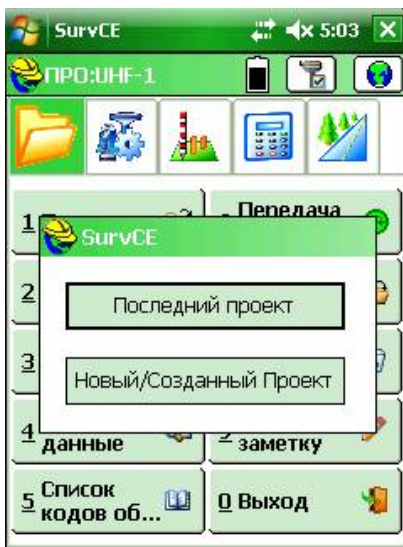 SurvCE 5:03
ПРО:UHF-1
1 Передача
SurvCE
2 Последний проект
3 Новый/Созданный Проект
4 данные заметку
5 Список кодов об... 0 Выход